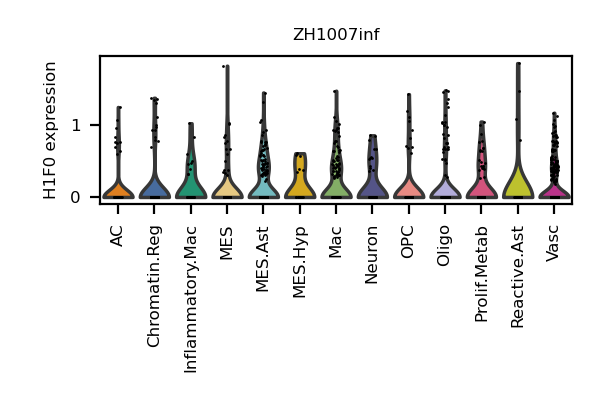 ZH1007inf
H1F0 expression
1
0
AC
Chromatin.Reg
Inflammatory.Mac
MES
MES.Ast
MES.Hyp
Mac
Neuron
OPC
Oligo
Prolif.Metab
Reactive.Ast
Vasc